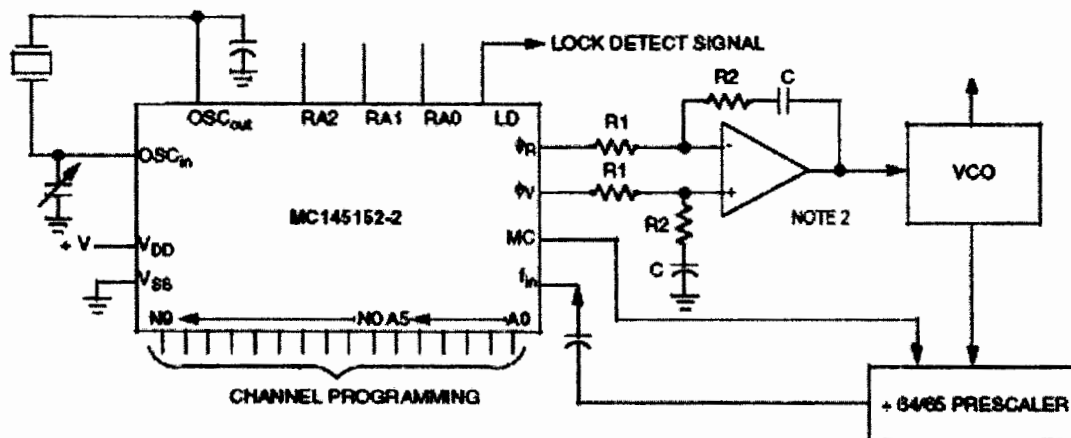 LOCK DETECT SIGNAL
R2
C
OSCout
RA2
RA1
RA0
LD
R1
ϕR
-
OSCin
R1
VCO
ϕV
+
MC145152-2
NOTE 2
R2
MC
+ V
VDD
C
VSS
fin
N9
N0 A5
A0
CHANNEL PROGRAMMING
÷ 64/65 PRESCALER